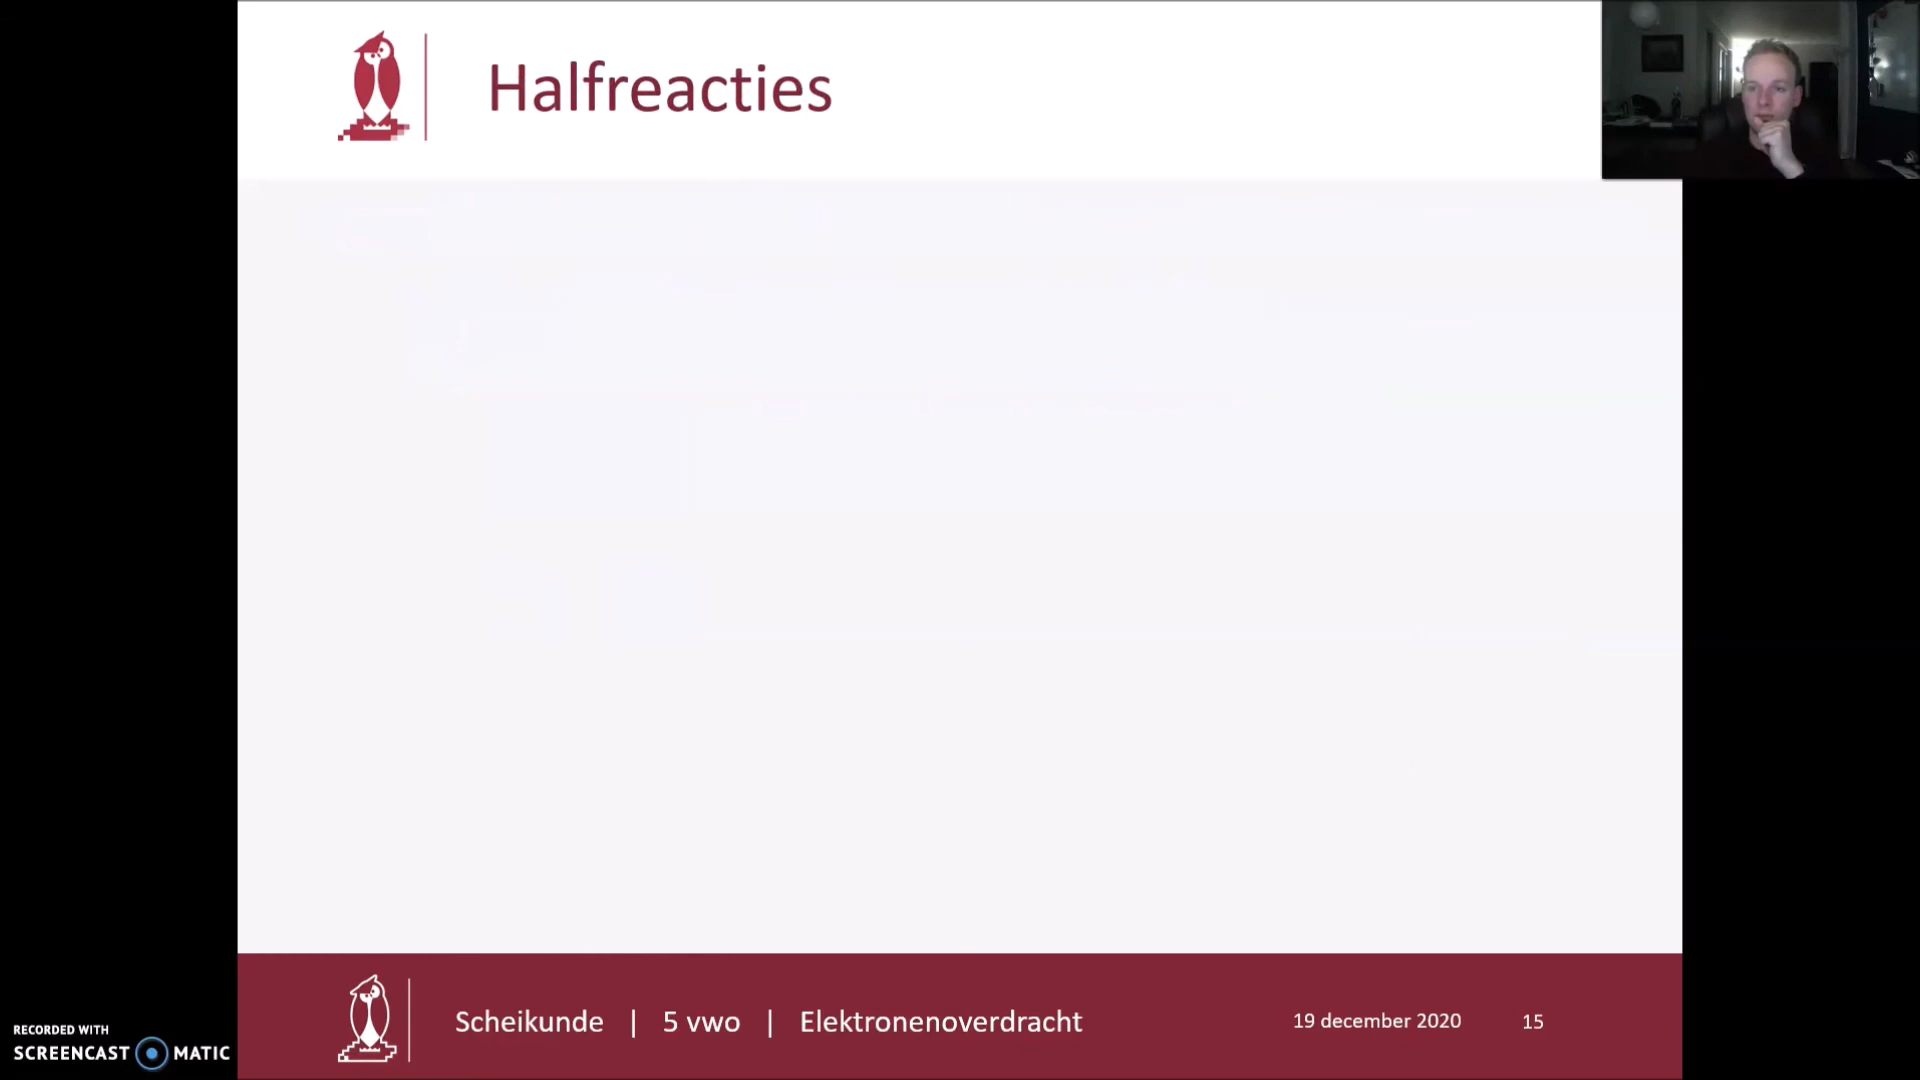 Halfreacties
Scheikunde | 5 vwo | Elektronenoverdracht
19 december 2020
15
RECORDED WITH
SCREENCAST MATIC